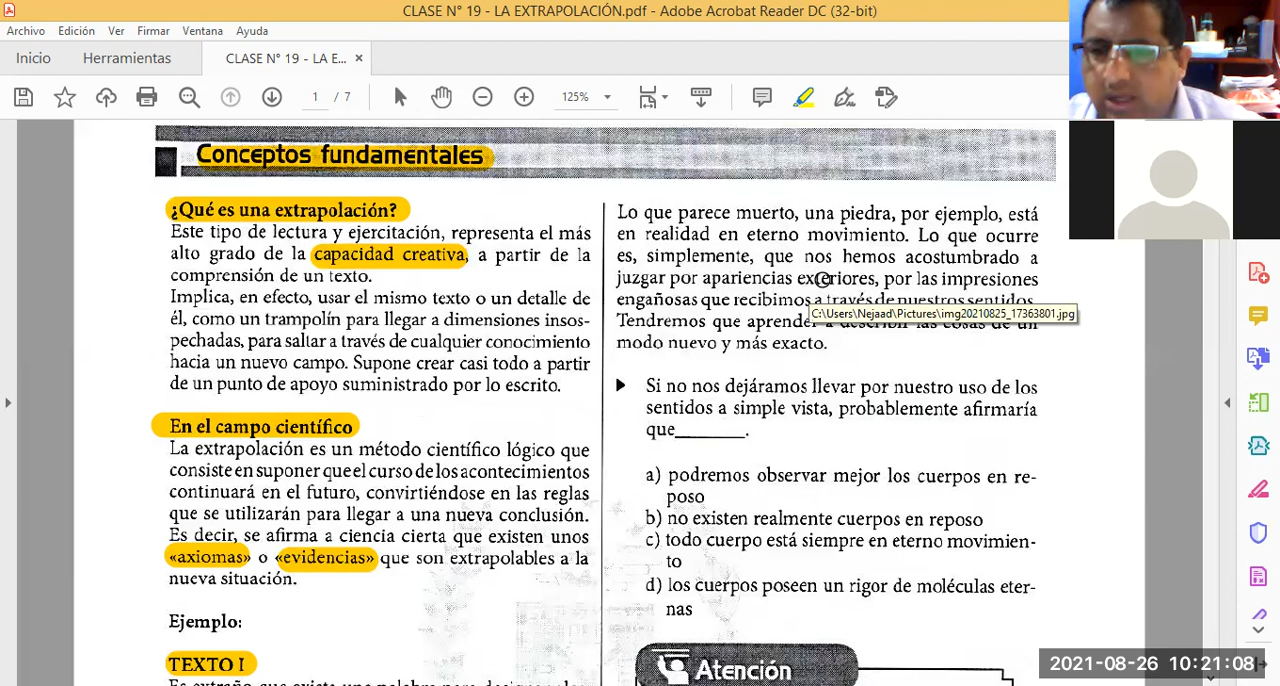 CLASE N° 19 - LA EXTRAPOLACIÓN.pdf - Adobe Acrobat Reader DC (32-bit)
Archivo Edición Ver Firmar Ventana Ayuda
Inicio Herramientas CLASE N° 19 - LA E... ×
1 / 7 125%
Conceptos fundamentales
¿Qué es una extrapolación?
Este tipo de lectura y ejercitación, representa el más
alto grado de la capacidad creativa, a partir de la
comprensión de un texto.
Implica, en efecto, usar el mismo texto o un detalle de
él, como un trampolín para llegar a dimensiones insos-
pechadas, para saltar a través de cualquier conocimiento
hacia un nuevo campo. Supone crear casi todo a partir
de un punto de apoyo suministrado por lo escrito.
En el campo científico
La extrapolación es un método científico lógico que
consiste en suponer que el curso de los acontecimientos
continuará en el futuro, convirtiéndose en las reglas
que se utilizarán para llegar a una nueva conclusión.
Es decir, se afirma a ciencia cierta que existen unos
«axiomas» o «evidencias» que son extrapolables a la
nueva situación.
Ejemplo:
TEXTO I
Es extraño que exista una palabra para designar
Lo que parece muerto, una piedra, por ejemplo, está
en realidad en eterno movimiento. Lo que ocurre
es, simplemente, que nos hemos acostumbrado a
juzgar por apariencias exteriores, por las impresiones
engañosas que recibimos a través de nuestros sentidos.
Tendremos que aprender a describir las cosas de un
modo nuevo y más exacto.
C:\Users\Nejaad\Pictures\img20210825_17363801.jpg
Si no nos dejáramos llevar por nuestro uso de los
sentidos a simple vista, probablemente afirmaría
que_______.
a) podremos observar mejor los cuerpos en re-
poso
b) no existen realmente cuerpos en reposo
c) todo cuerpo está siempre en eterno movimien-
to
d) los cuerpos poseen un rigor de moléculas eter-
nas
Atención
2021-08-26 10:21:08